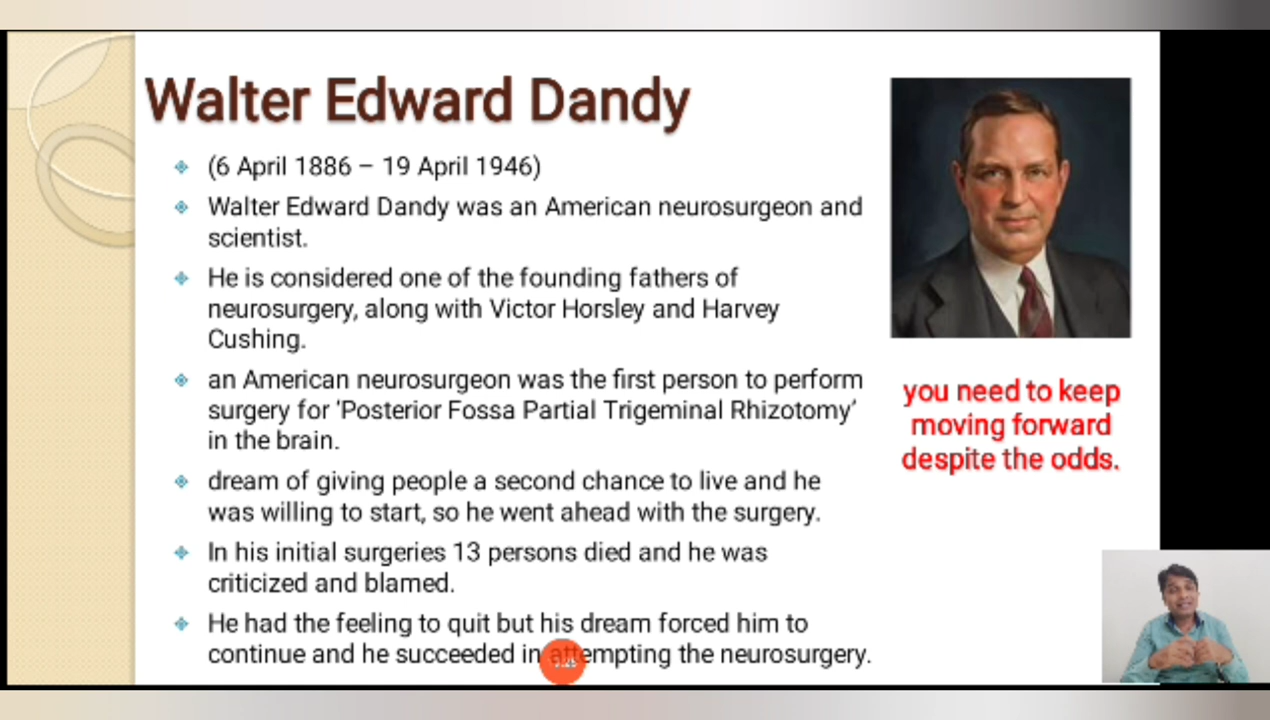 Walter Edward Dandy
(6 April 1886 – 19 April 1946)
Walter Edward Dandy was an American neurosurgeon and
scientist.
He is considered one of the founding fathers of
neurosurgery, along with Victor Horsley and Harvey
Cushing.
an American neurosurgeon was the first person to perform
surgery for ‘Posterior Fossa Partial Trigeminal Rhizotomy’
in the brain.
dream of giving people a second chance to live and he
was willing to start, so he went ahead with the surgery.
In his initial surgeries 13 persons died and he was
criticized and blamed.
He had the feeling to quit but his dream forced him to
continue and he succeeded in attempting the neurosurgery.
you need to keep
moving forward
despite the odds.